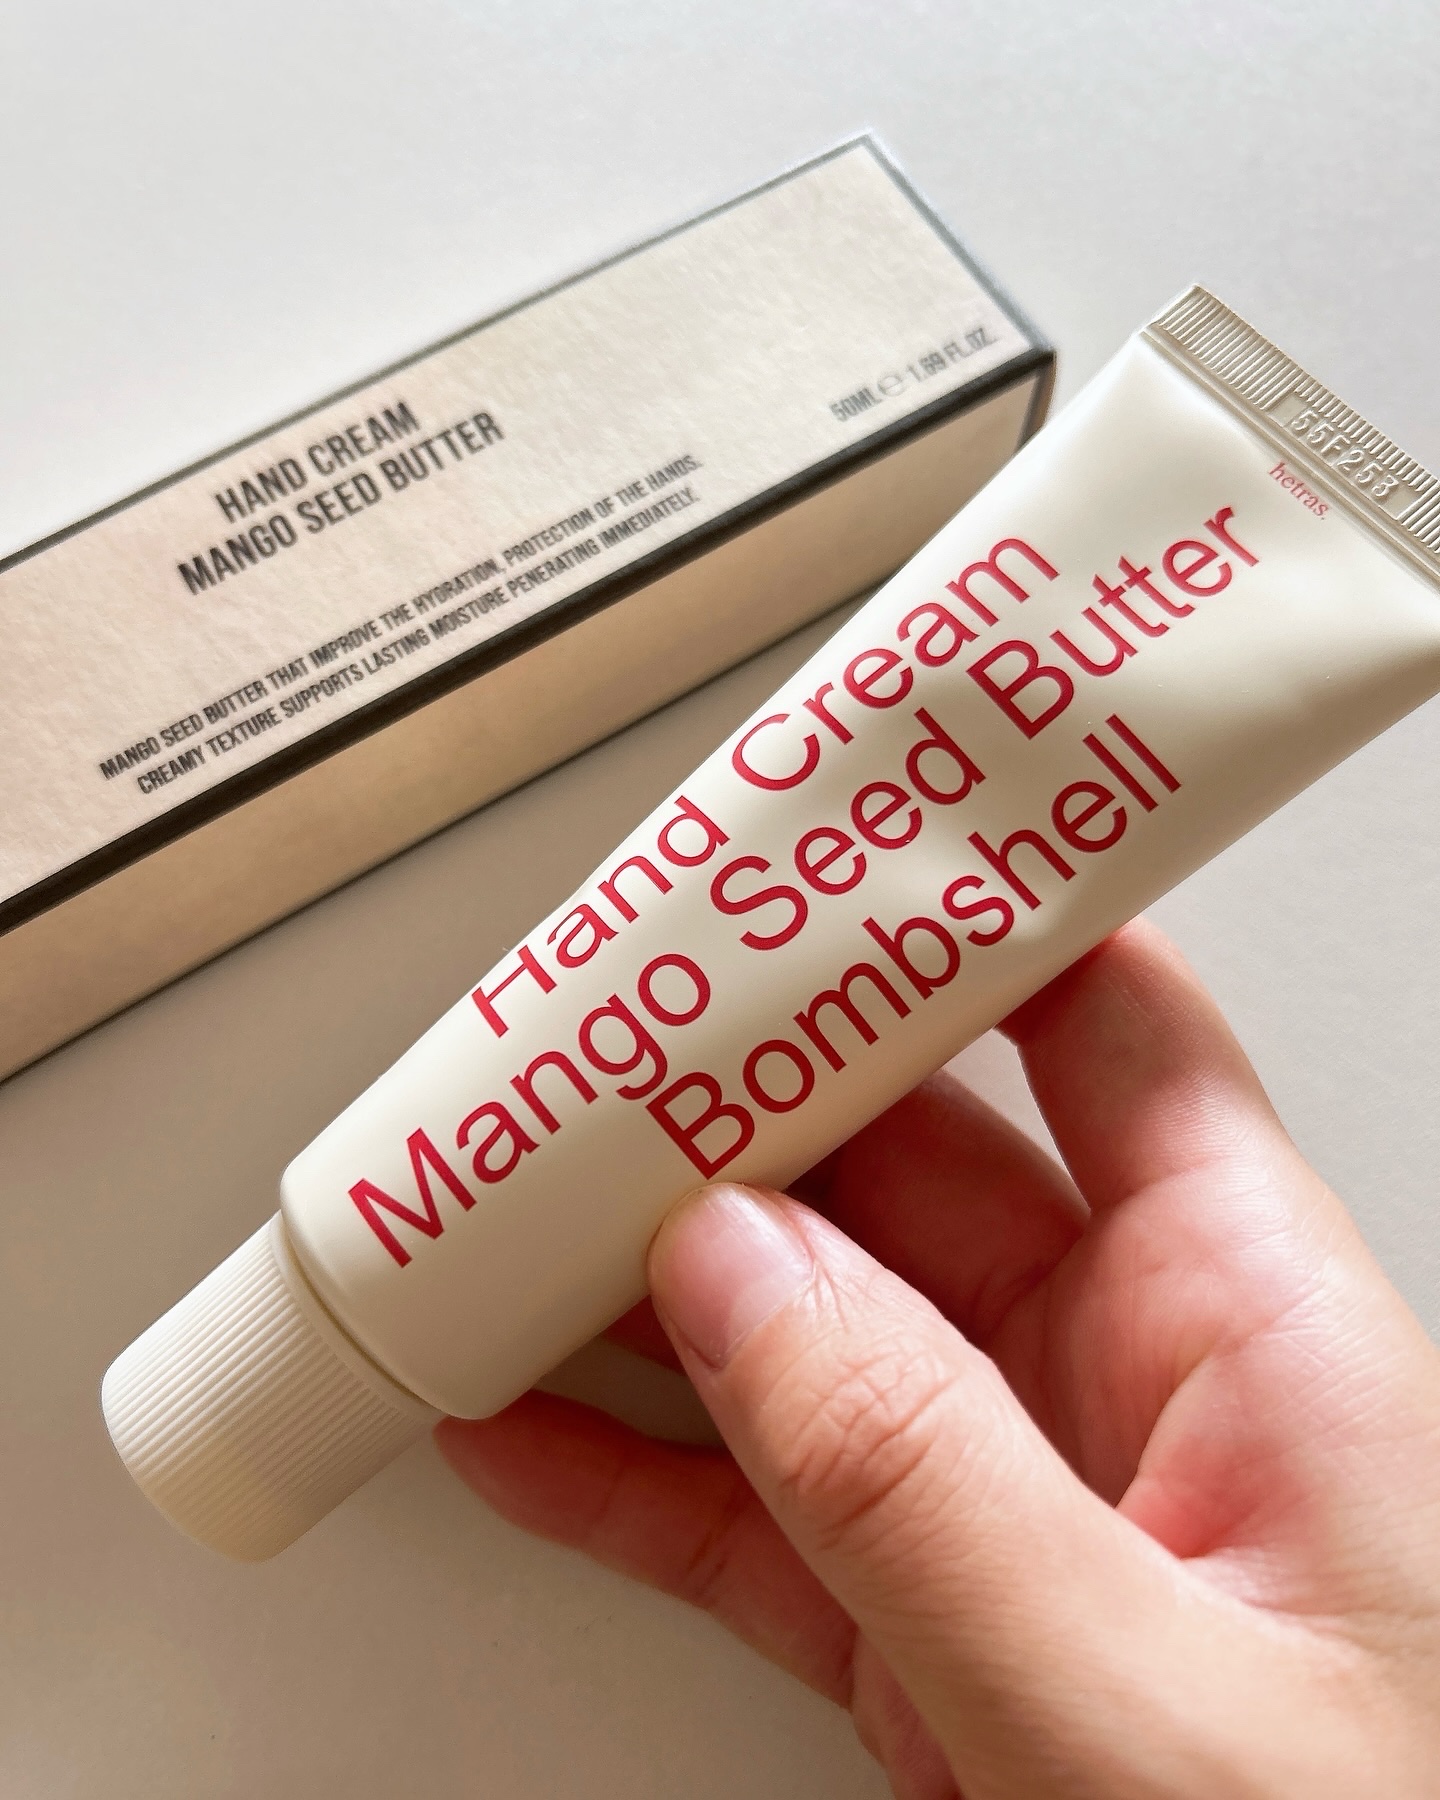 HAND CREAM
MANGO SEED BUTTER
50ML ℮ 1.69 FL.OZ.
MANGO SEED BUTTER THAT IMPROVE THE HYDRATION, PROTECTION OF THE HANDS.
CREAMY TEXTURE SUPPORTS LASTING MOISTURE PENERATING IMMEDIATELY.
55F253
hetras.
Hand Cream
Mango Seed Butter
Bombshell